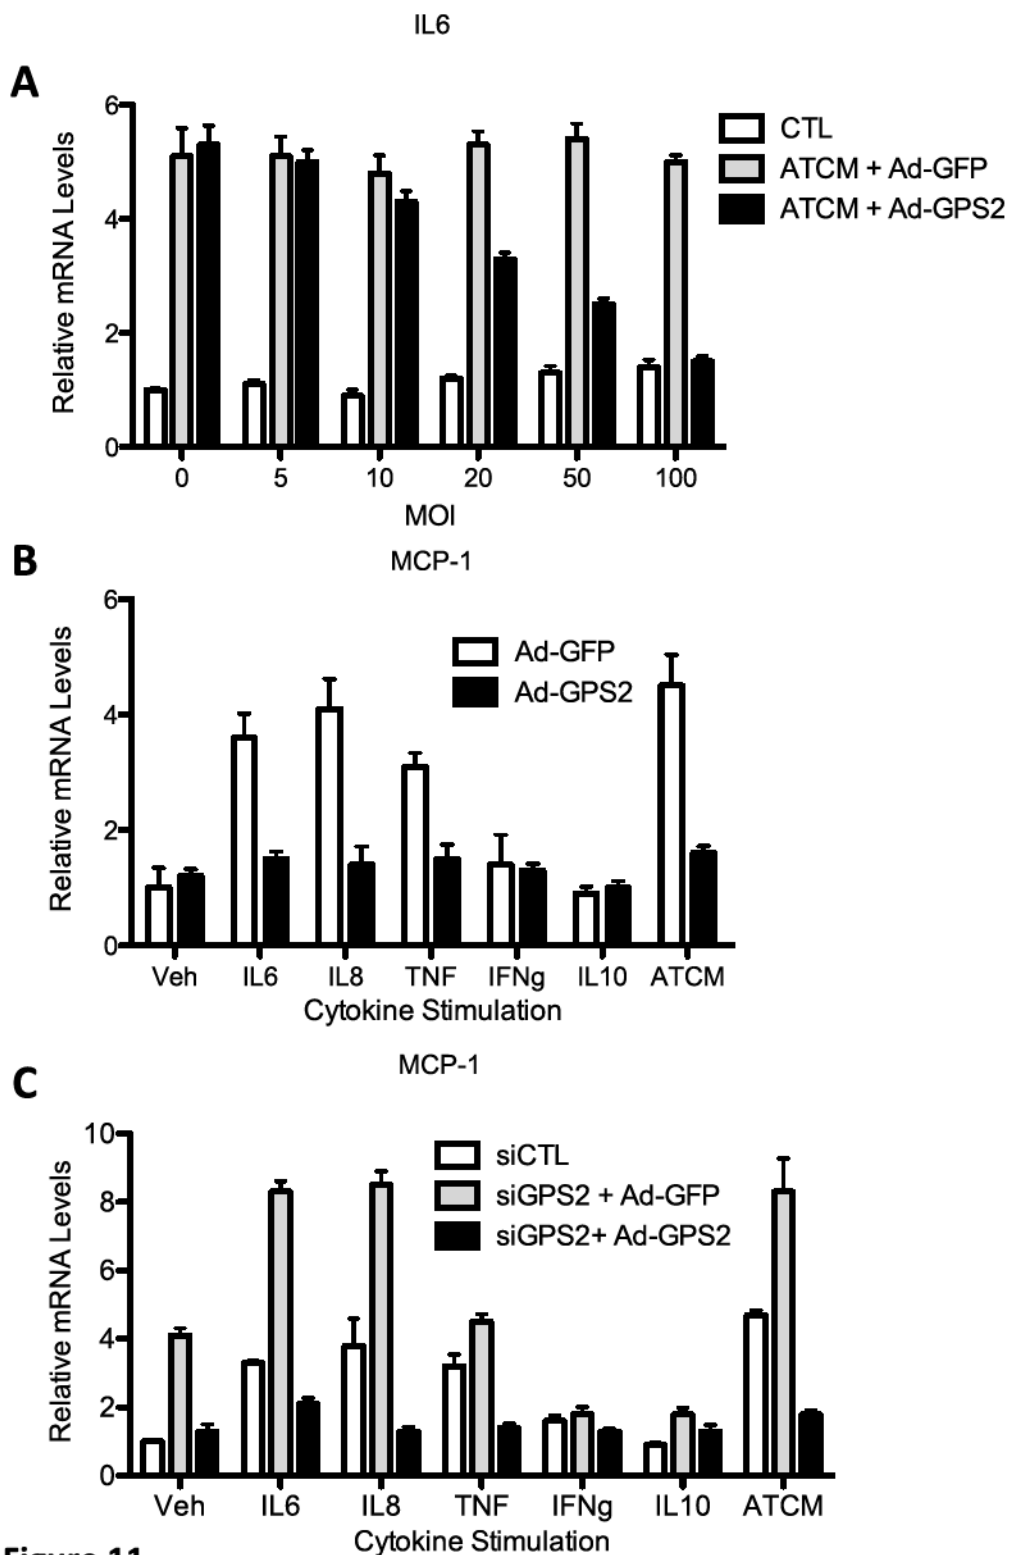 IL6
A
Relative mRNA Levels
6
4
2
0
CTL
ATCM + Ad-GFP
ATCM + Ad-GPS2
0 5 10 20 50 100
MOI
B
MCP-1
Relative mRNA Levels
6
4
2
0
Ad-GFP
Ad-GPS2
Veh IL6 IL8 TNF IFNg IL10 ATCM
Cytokine Stimulation
MCP-1
C
Relative mRNA Levels
10
8
6
4
2
0
siCTL
siGPS2 + Ad-GFP
siGPS2+ Ad-GPS2
Veh IL6 IL8 TNF IFNg IL10 ATCM
Cytokine Stimulation
Figure 11